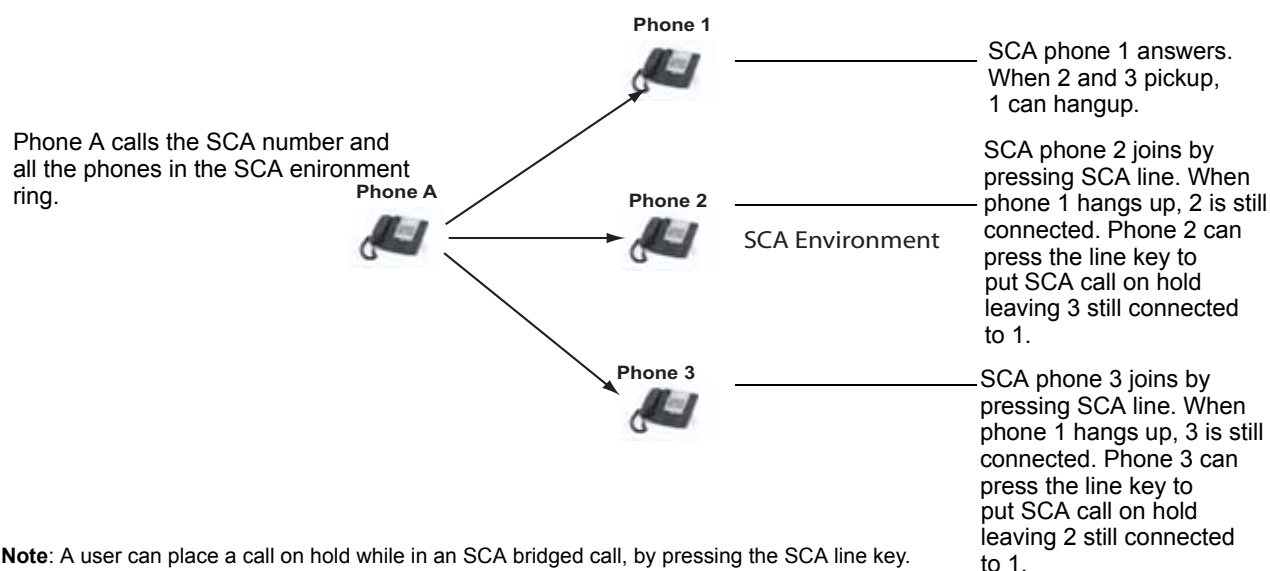 Phone 1
SCA phone 1 answers.
When 2 and 3 pickup,
1 can hangup.
Phone A calls the SCA number and
all the phones in the SCA enironment
ring.
Phone A
Phone 2
SCA Environment
SCA phone 2 joins by
pressing SCA line. When
phone 1 hangs up, 2 is still
connected. Phone 2 can
press the line key to
put SCA call on hold
leaving 3 still connected
to 1.
Phone 3
SCA phone 3 joins by
pressing SCA line. When
phone 1 hangs up, 3 is still
connected. Phone 3 can
press the line key to
put SCA call on hold
leaving 2 still connected
to 1.
Note: A user can place a call on hold while in an SCA bridged call, by pressing the SCA line key.